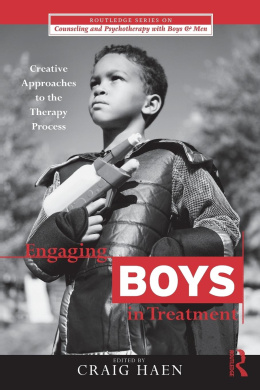 ROUTLEDGE SERIES ON
Counseling and Psychotherapy with Boys & Men
Creative
Approaches
to the
Therapy
Process
Engaging
BOYS
in Treatment
EDITED BY
CRAIG HAEN
Routledge